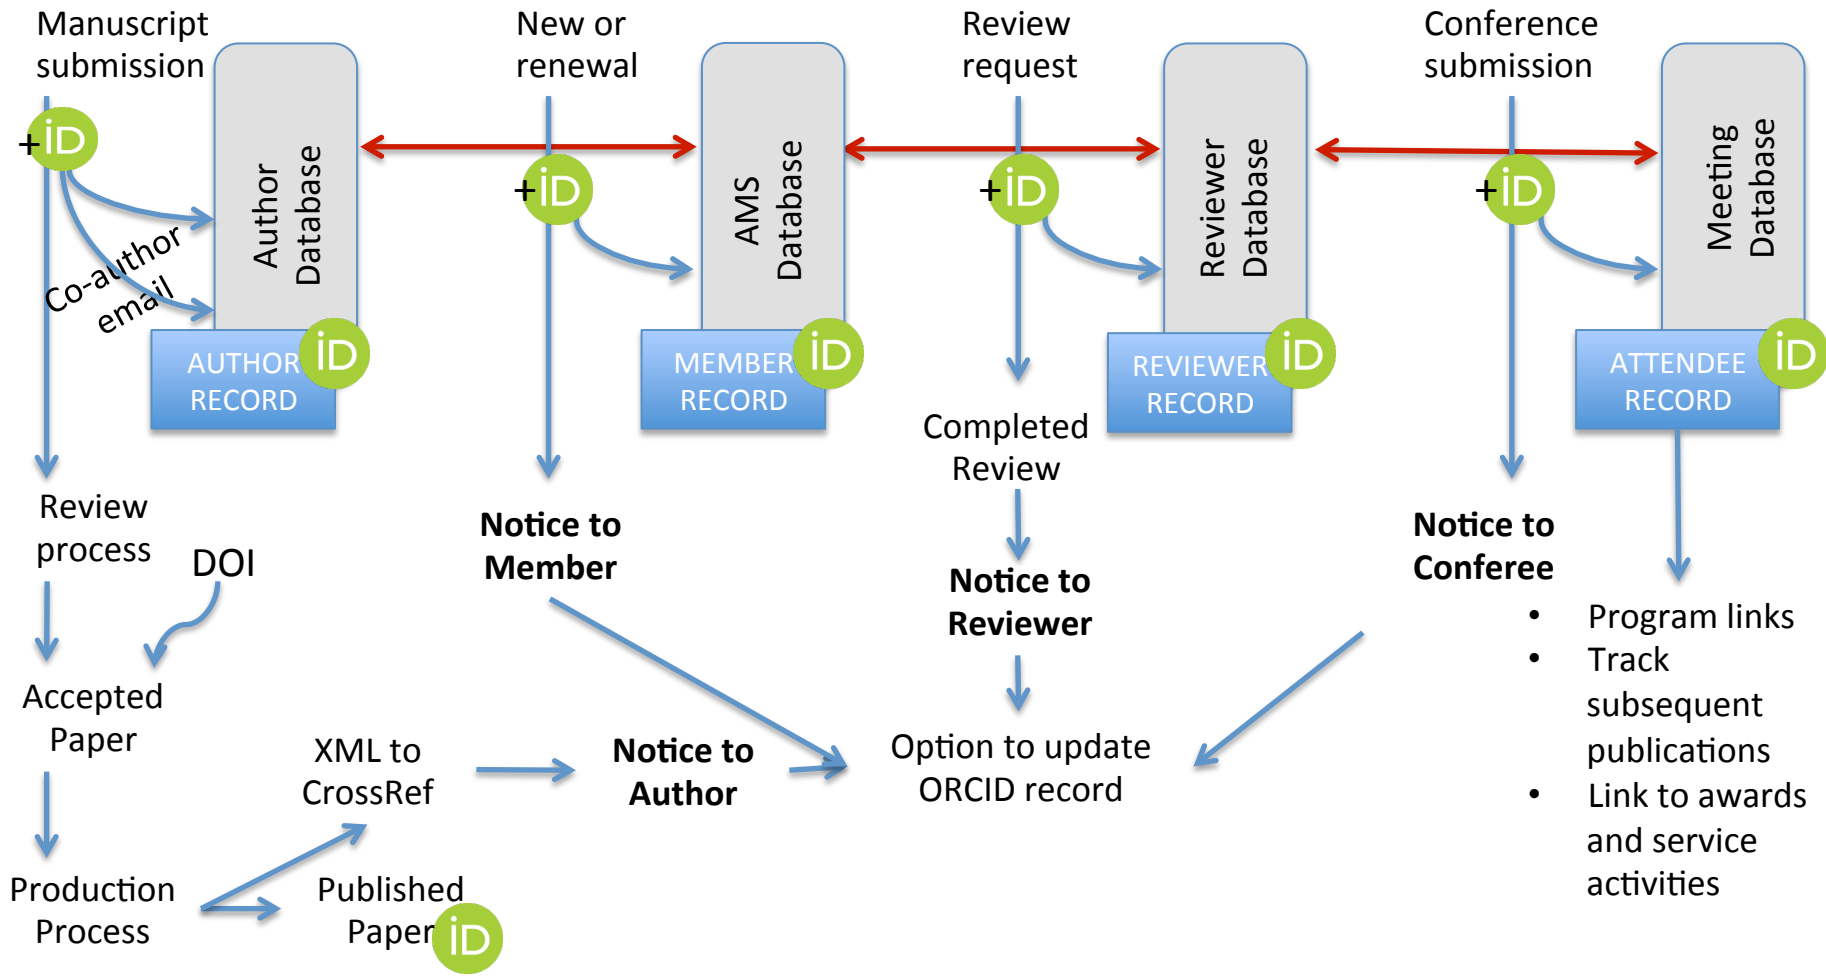 Manuscript
submission
+iD
Co-author
email
Author
Database
AUTHOR
RECORD
iD
Review
process
DOI
Accepted
Paper
Production
Process
XML to
CrossRef
Published
Paper
iD
Notice to
Author
New or
renewal
+iD
AMS
Database
MEMBER
RECORD
iD
Notice to
Member
Review
request
+iD
Reviewer
Database
REVIEWER
RECORD
iD
Completed
Review
Notice to
Reviewer
Option to update
ORCID record
Conference
submission
+iD
Meeting
Database
ATTENDEE
RECORD
iD
Notice to
Conferee
• Program links
• Track
subsequent
publications
• Link to awards
and service
activities